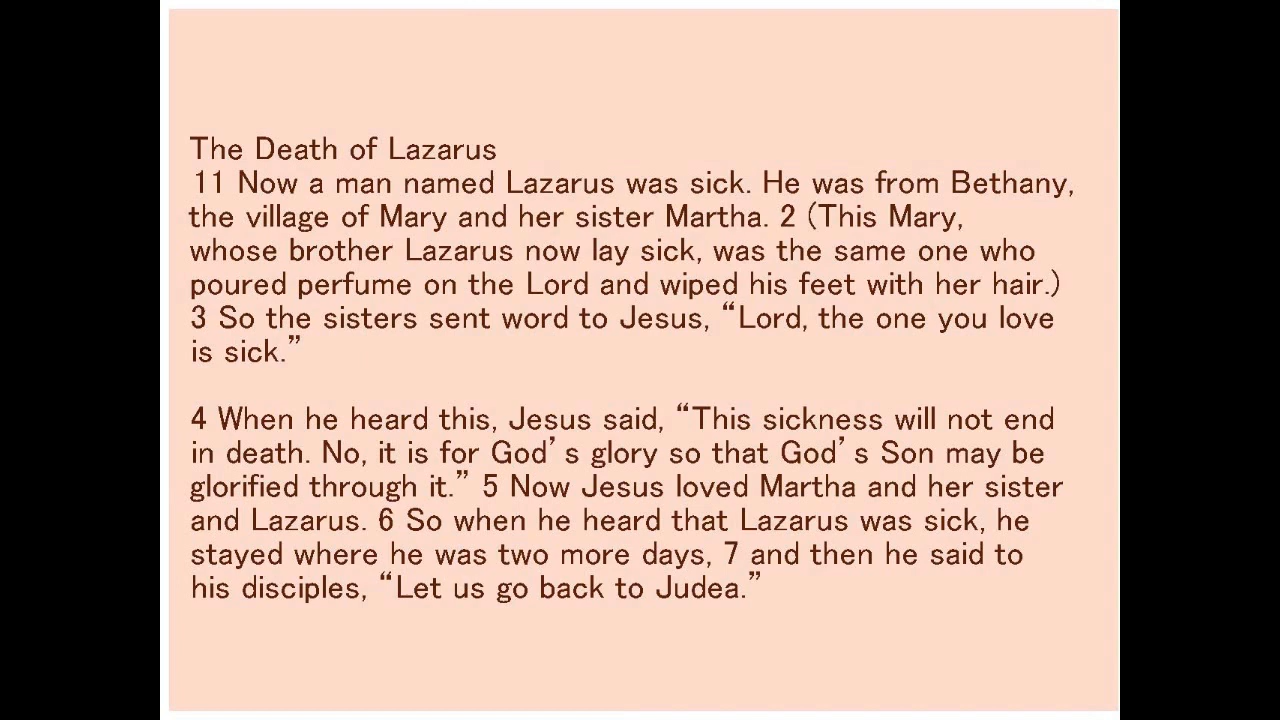 The Death of Lazarus
11 Now a man named Lazarus was sick. He was from Bethany,
the village of Mary and her sister Martha. 2 (This Mary,
whose brother Lazarus now lay sick, was the same one who
poured perfume on the Lord and wiped his feet with her hair.)
3 So the sisters sent word to Jesus, “Lord, the one you love
is sick.”
4 When he heard this, Jesus said, “This sickness will not end
in death. No, it is for God’s glory so that God’s Son may be
glorified through it.” 5 Now Jesus loved Martha and her sister
and Lazarus. 6 So when he heard that Lazarus was sick, he
stayed where he was two more days, 7 and then he said to
his disciples, “Let us go back to Judea.”